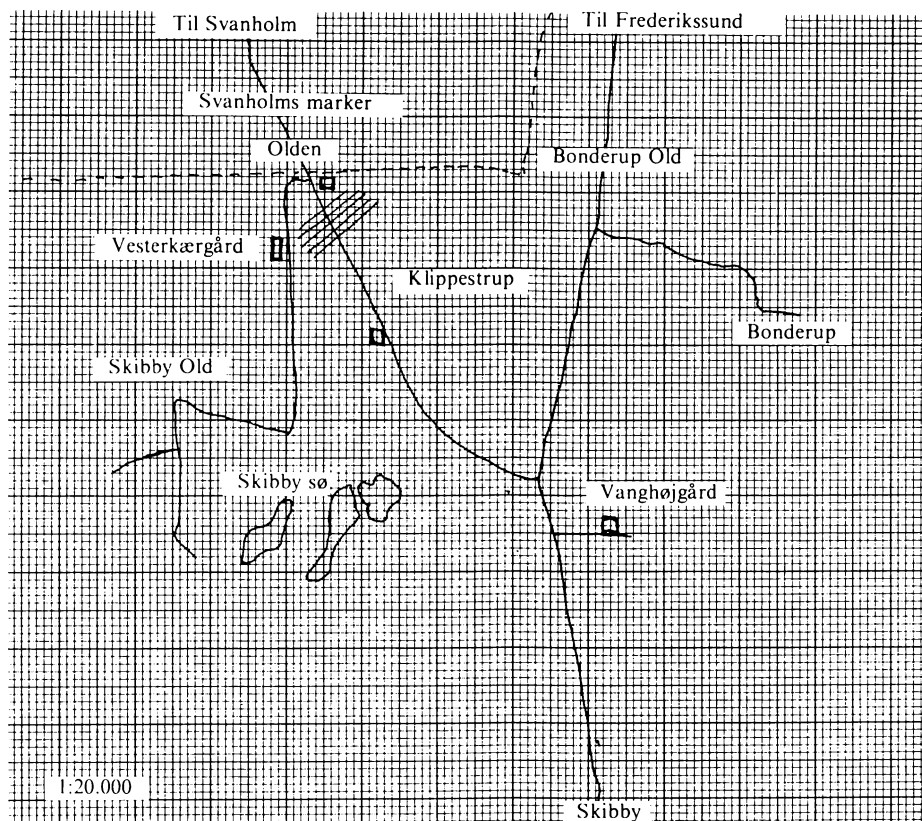 Til Svanholm
Til Frederikssund
Svanholms marker
Olden
Bonderup Old
Vesterkærgård
Klippestrup
Bonderup
Skibby Old
Skibby sø.
Vanghøjgård
1:20.000
Skibby